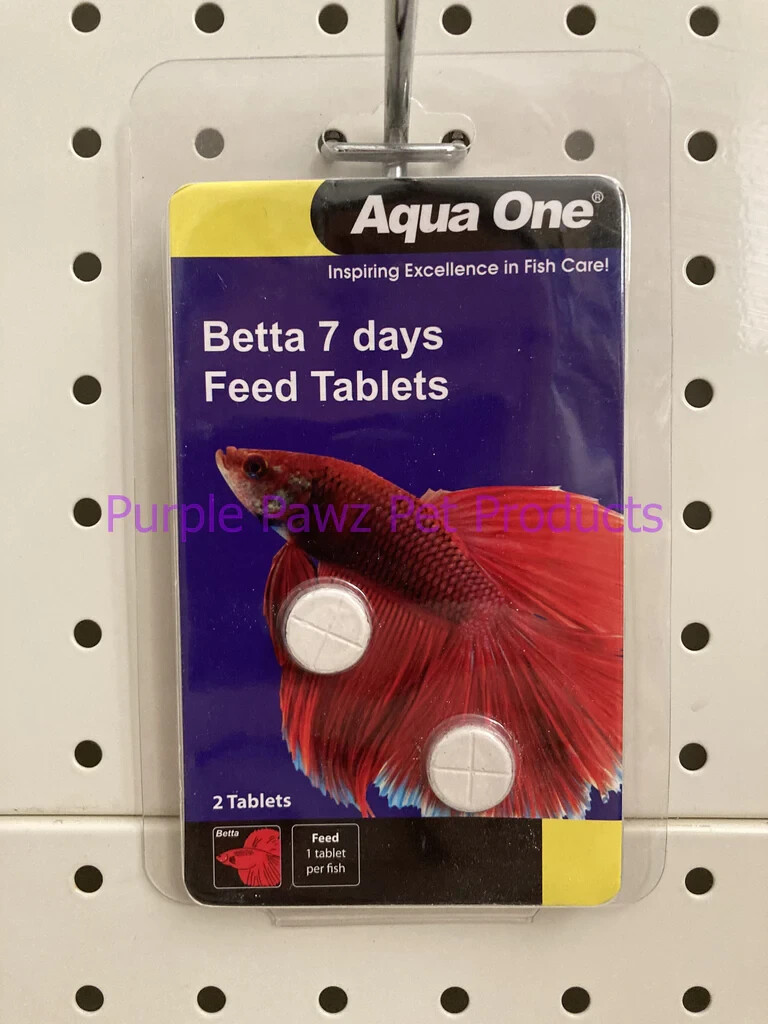 Aqua One®
Inspiring Excellence in Fish Care!
Betta 7 days
Feed Tablets
Purple Pawz Pet Products
2 Tablets
Betta
Feed
1 tablet
per fish